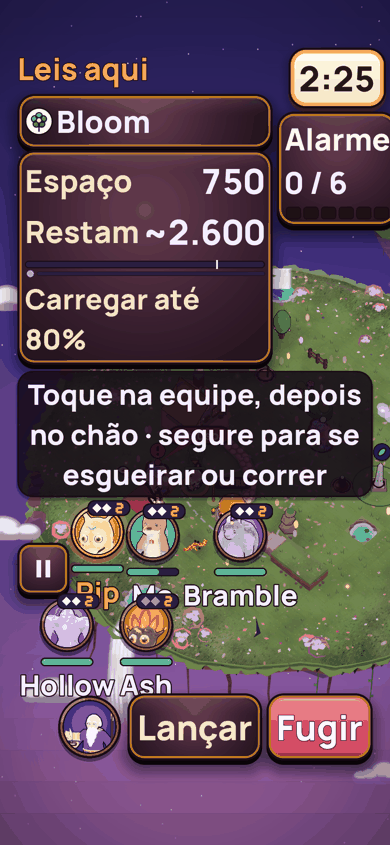 Leis aqui
2:25
Bloom
Alarme
0 / 6
Espaço 750
Restam ~2.600
Carregar até
80%
Toque na equipe, depois
no chão · segure para se
esgueirar ou correr
2 2 2
Bramble
2 2
Hollow Ash
Lançar
Fugir